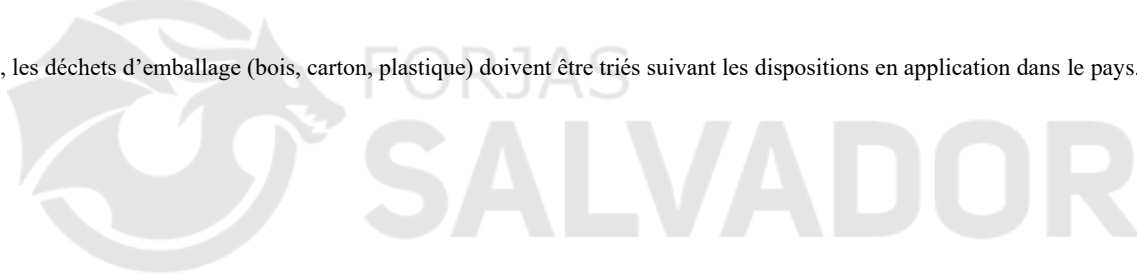 , les déchets d’emballage (bois, carton, plastique) doivent être triés suivant les dispositions en application dans le pays.
FORJAS
SALVADOR